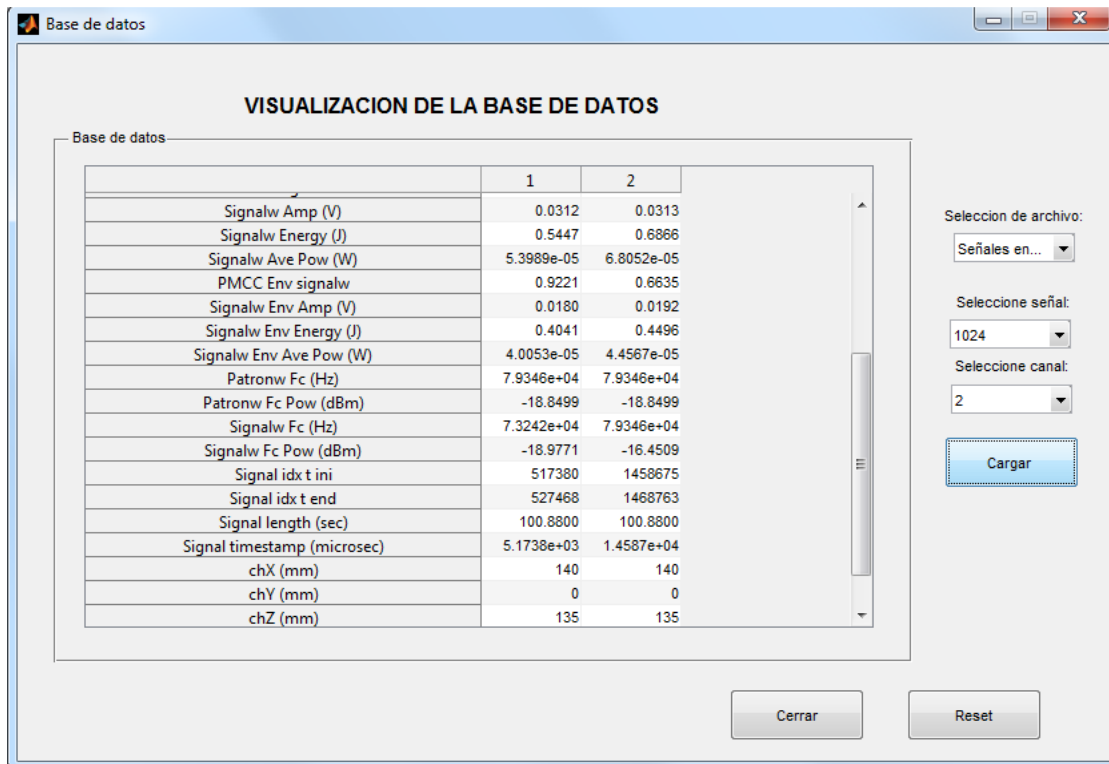 Base de datos
VISUALIZACION DE LA BASE DE DATOS
Base de datos
1 2
Signalw Amp (V) 0.0312 0.0313
Signalw Energy (J) 0.5447 0.6866
Signalw Ave Pow (W) 5.3989e-05 6.8052e-05
PMCC Env signalw 0.9221 0.6635
Signalw Env Amp (V) 0.0180 0.0192
Signalw Env Energy (J) 0.4041 0.4496
Signalw Env Ave Pow (W) 4.0053e-05 4.4567e-05
Patronw Fc (Hz) 7.9346e+04 7.9346e+04
Patronw Fc Pow (dBm) -18.8499 -18.8499
Signalw Fc (Hz) 7.3242e+04 7.9346e+04
Signalw Fc Pow (dBm) -18.9771 -16.4509
Signal idx t ini 517380 1458675
Signal idx t end 527468 1468763
Signal length (sec) 100.8800 100.8800
Signal timestamp (microsec) 5.1738e+03 1.4587e+04
chX (mm) 140 140
chY (mm) 0 0
chZ (mm) 135 135
Seleccion de archivo:
Señales en...
Seleccione señal:
1024
Seleccione canal:
2
Cargar
Cerrar
Reset